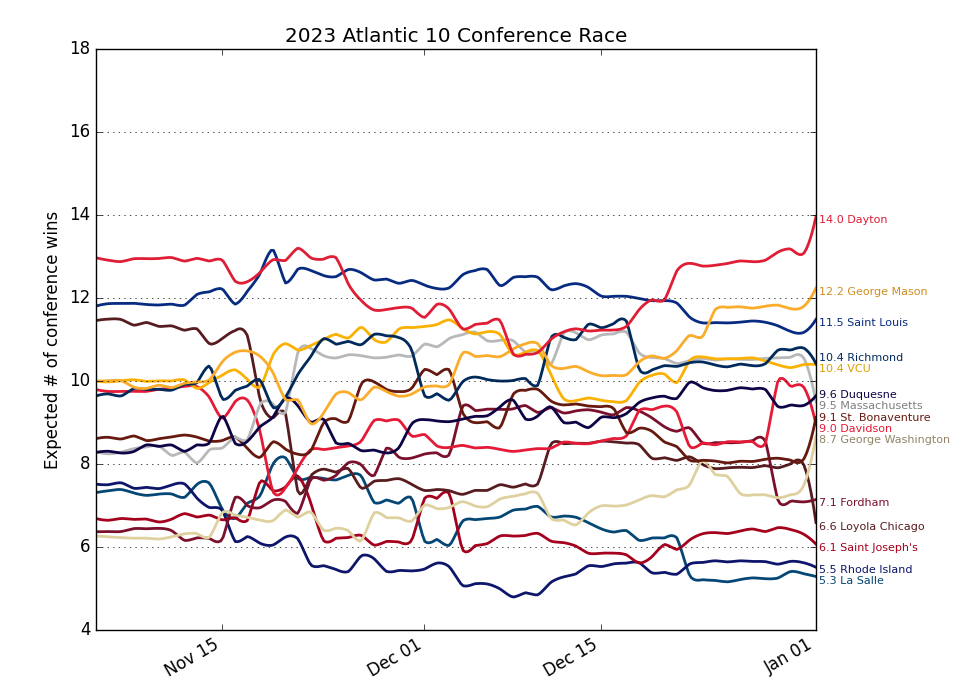 2023 Atlantic 10 Conference Race
Expected # of conference wins
18
16
14
12
10
8
6
4
Nov 15
Dec 01
Dec 15
Jan 01
14.0 Dayton
12.2 George Mason
11.5 Saint Louis
10.4 Richmond
10.4 VCU
9.6 Duquesne
9.5 Massachusetts
9.1 St. Bonaventure
9.0 Davidson
8.7 George Washington
7.1 Fordham
6.6 Loyola Chicago
6.1 Saint Joseph's
5.5 Rhode Island
5.3 La Salle